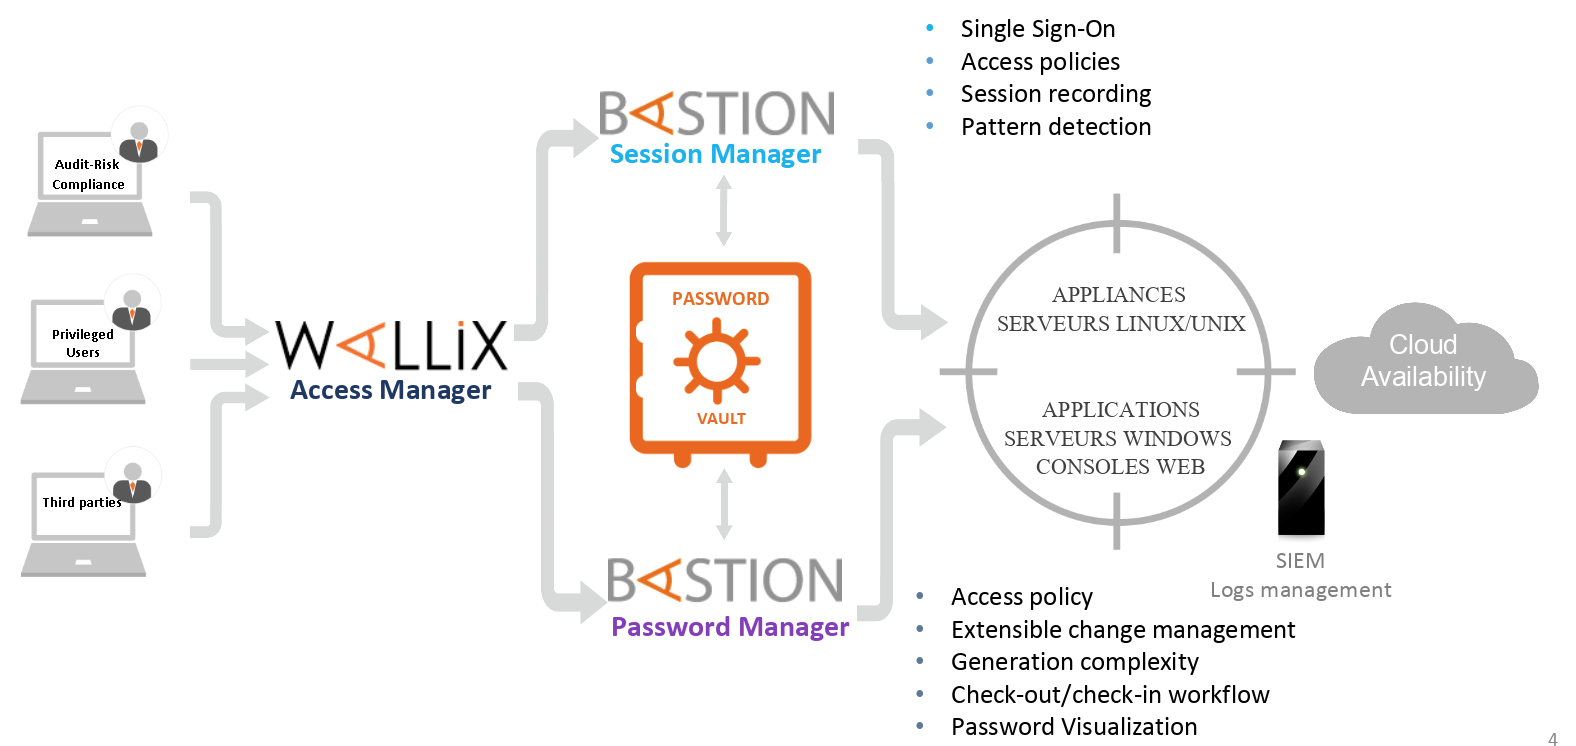 Single Sign-On
Access policies
Session recording
Pattern detection
BASTION
Session Manager
Audit-Risk
Compliance
Privileged
Users
Third parties
WALLiX
Access Manager
PASSWORD
VAULT
BASTION
Password Manager
APPLIANCES
SERVEURS LINUX/UNIX
APPLICATIONS
SERVEURS WINDOWS
CONSOLES WEB
Cloud
Availability
SIEM
Logs management
Access policy
Extensible change management
Generation complexity
Check-out/check-in workflow
Password Visualization
4